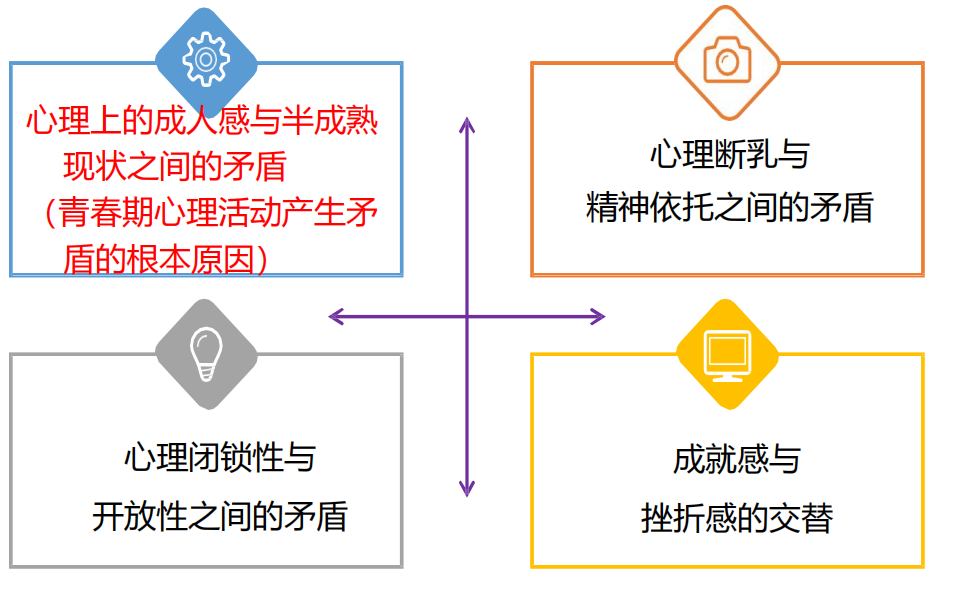 心理上的成人感与半成熟
现状之间的矛盾
（青春期心理活动产生矛
盾的根本原因）
心理断乳与
精神依托之间的矛盾
心理闭锁性与
开放性之间的矛盾
成就感与
挫折感的交替